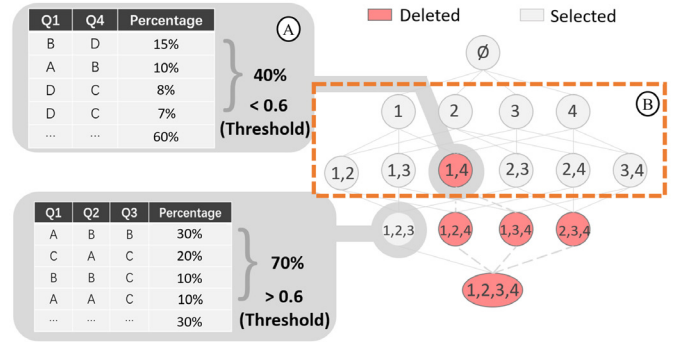 Deleted
Selected
A
Q1 Q4 Percentage
B D 15%
A B 10%
D C 8%
D C 7%
... ... 60%
40%
< 0.6
(Threshold)
Ø
B
1 2 3 4
1,2 1,3 1,4 2,3 2,4 3,4
Q1 Q2 Q3 Percentage
A B B 30%
C A C 20%
B B C 10%
A A C 10%
... ... ... 30%
70%
> 0.6
(Threshold)
1,2,3 1,2,4 1,3,4 2,3,4
1,2,3,4